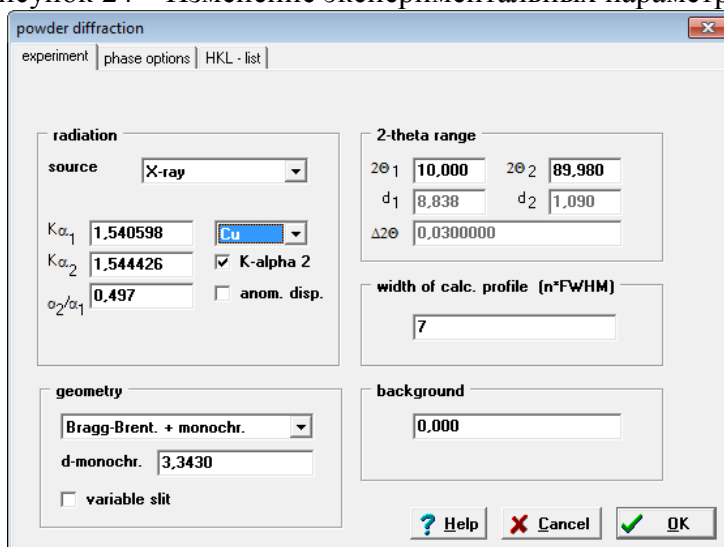 Изменение экспериментальных
powder diffraction
experiment phase options HKL - list
radiation
source X-ray
Kα1 1,540598 Cu
Kα2 1,544426 K-alpha 2
α2/α1 0,497 anom. disp.
2-theta range
2Θ1 10,000 2Θ2 89,980
d1 8,838 d2 1,090
Δ2Θ 0,0300000
width of calc. profile (n*FWHM)
7
geometry
Bragg-Brent. + monochr.
d-monochr. 3,3430
variable slit
background
0,000
? Help Cancel OK